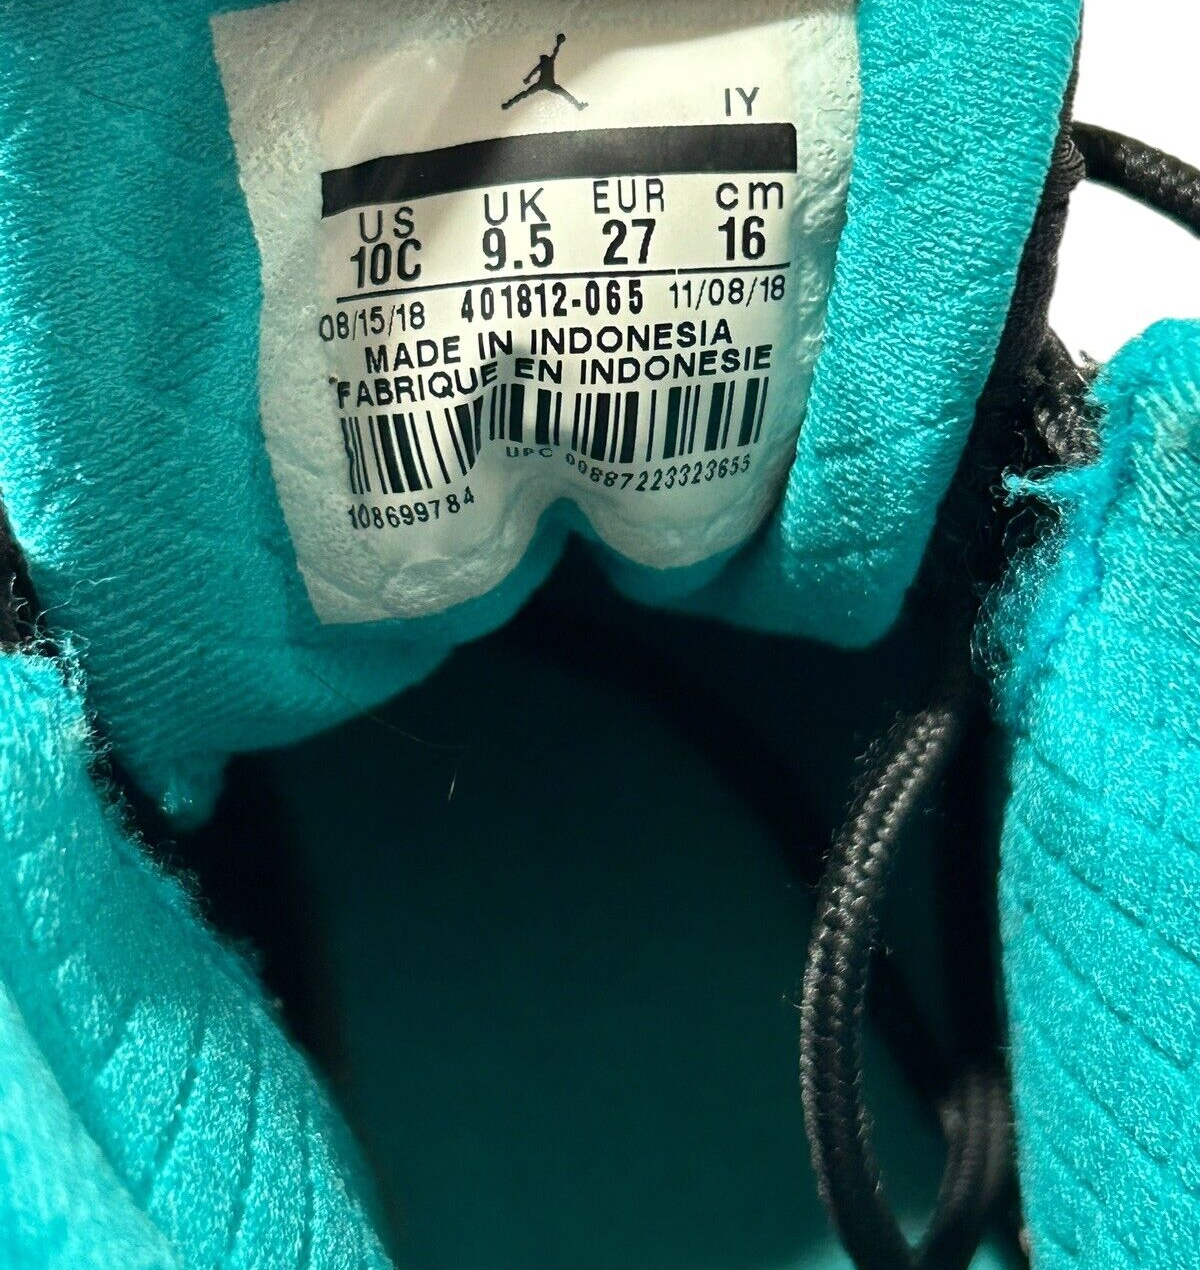 IY
US UK EUR cm
10C 9.5 27 16
08/15/18 401812-065 11/08/18
MADE IN INDONESIA
FABRIQUE EN INDONESIE
UPC 00887223323655
108699784